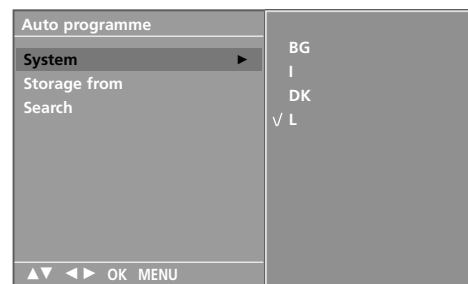 Auto programme
System ►
Storage from
Search
BG
I
DK
√ L
▲▼ ◄► OK MENU